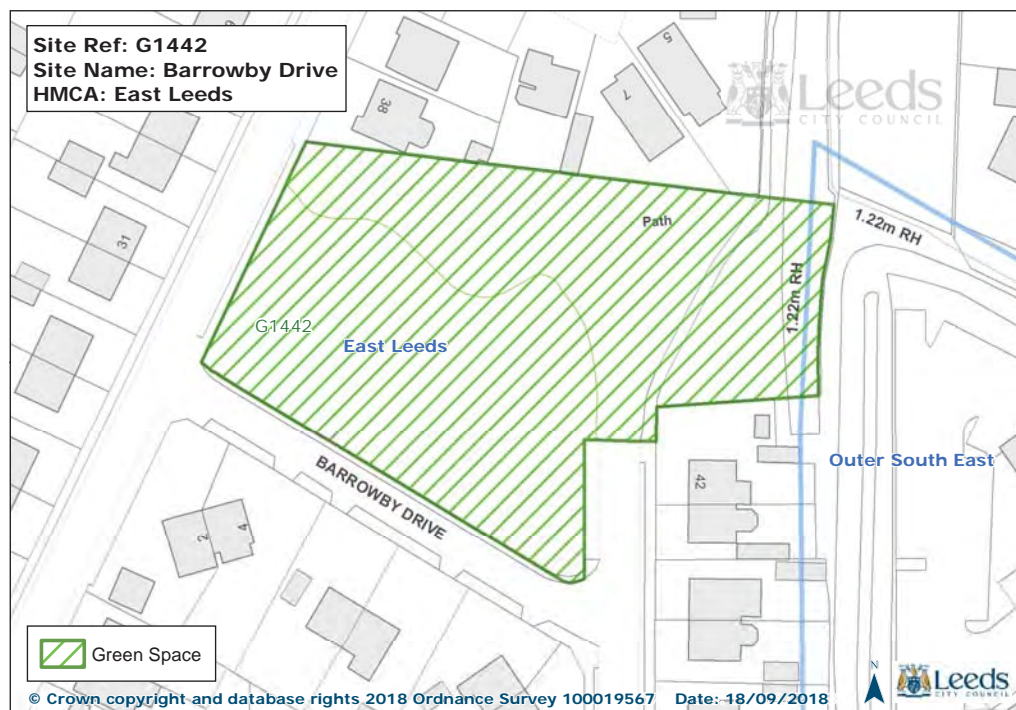 Site Ref: G1442
Site Name: Barrowby Drive
HMCA: East Leeds
Leeds
CITY COUNCIL
38
5
7
31
Path
1.22m RH
1.22m RH
G1442
East Leeds
BARROWBY DRIVE
Outer South East
42
2
4
Green Space
N
Leeds
CITY COUNCIL
© Crown copyright and database rights 2018 Ordnance Survey 100019567 Date: 18/09/2018